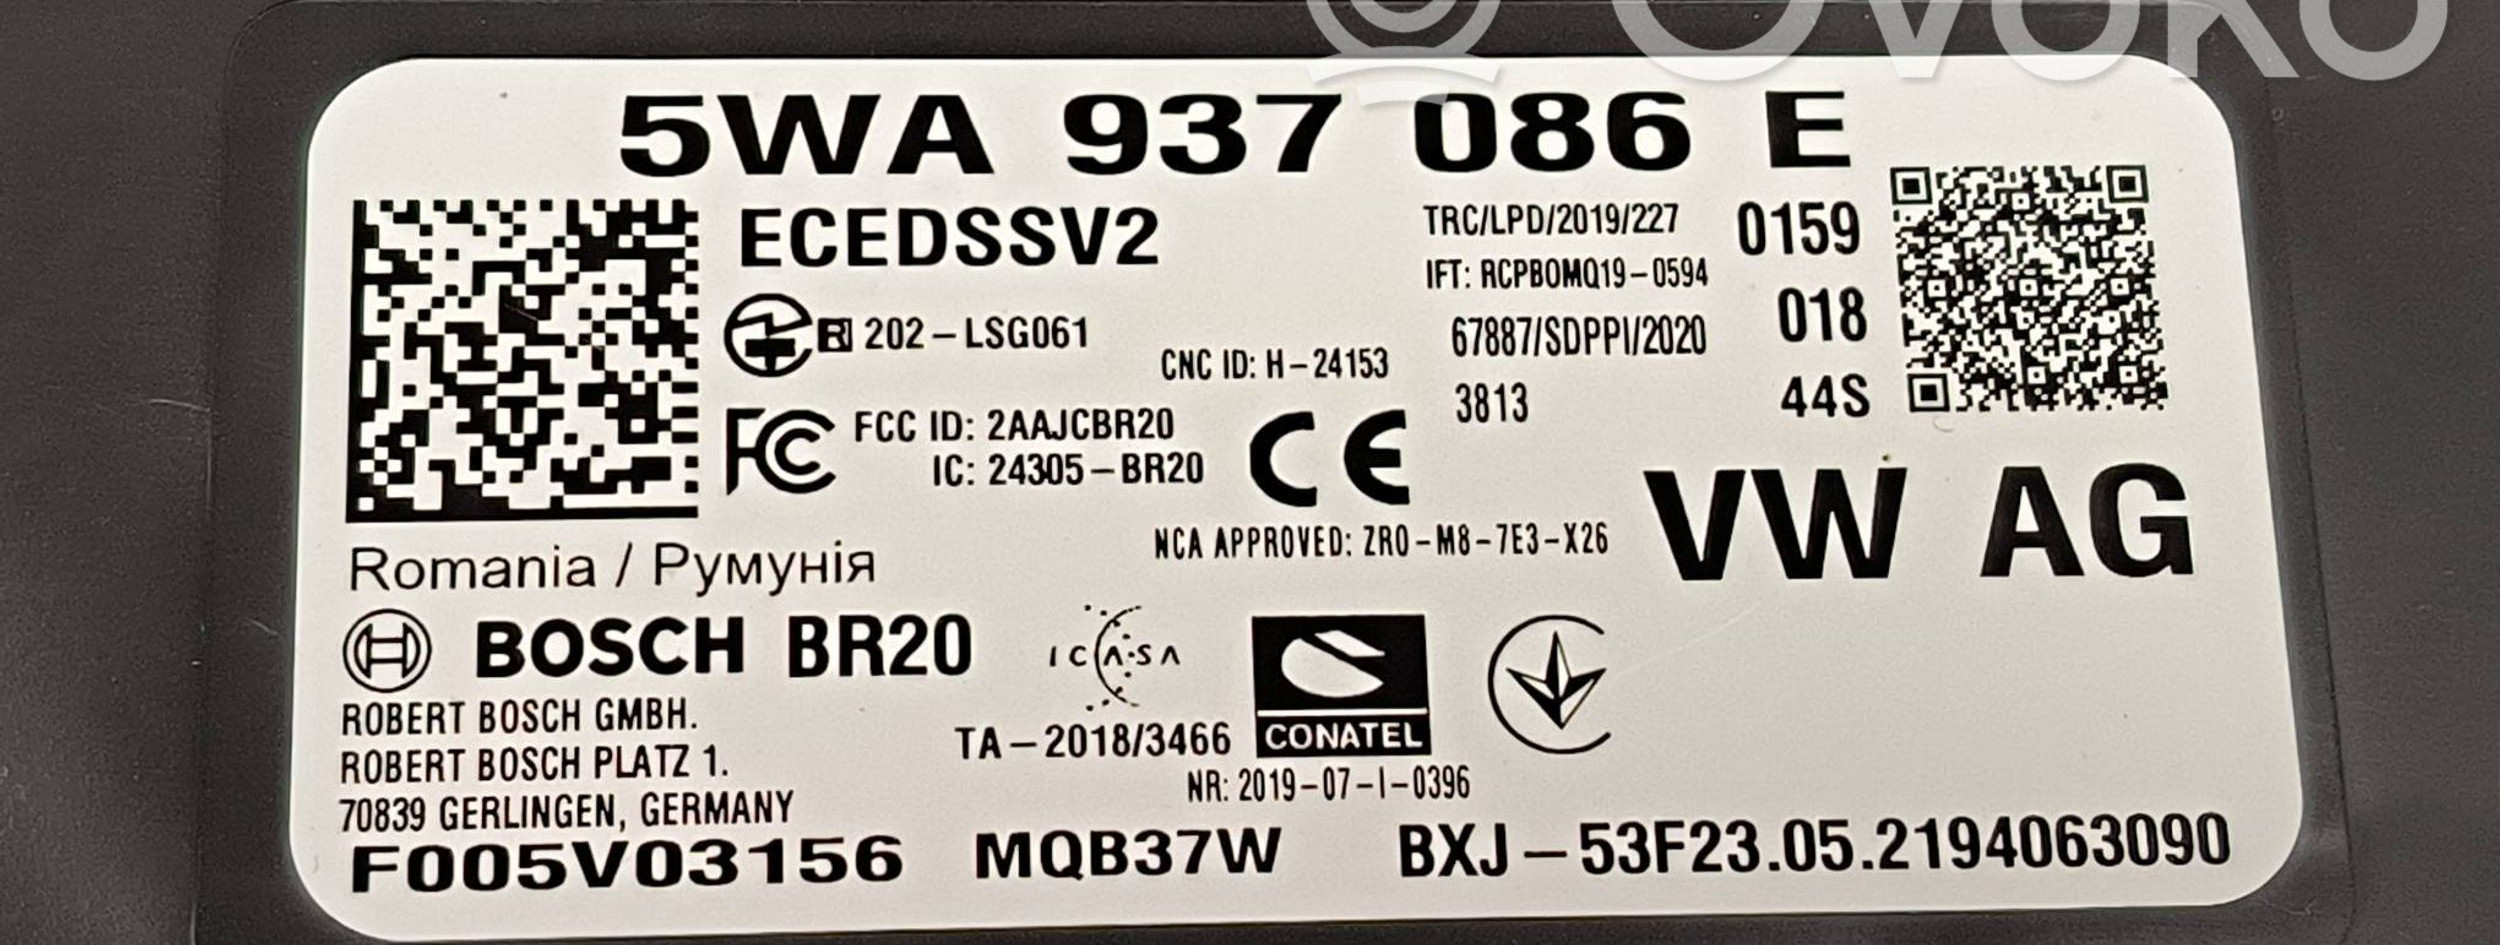 OVOKO
5WA 937 086 E
ECEDSSV2
TRC/LPD/2019/227
0159
IFT: RCPBOMQ19-0594
R 202-LSG061
67887/SDPPI/2020
018
CNC ID: H-24153
3813
44S
FC FCC ID: 2AAJCBR20
IC: 24305-BR20
CE
VW AG
NCA APPROVED: ZRO-M8-7E3-X26
Romania / Румунія
BOSCH BR20
ICASA
ROBERT BOSCH GMBH.
TA-2018/3466
CONATEL
ROBERT BOSCH PLATZ 1.
NR: 2019-07-I-0396
70839 GERLINGEN, GERMANY
F005V03156 MQB37W BXJ-53F23.05.2194063090